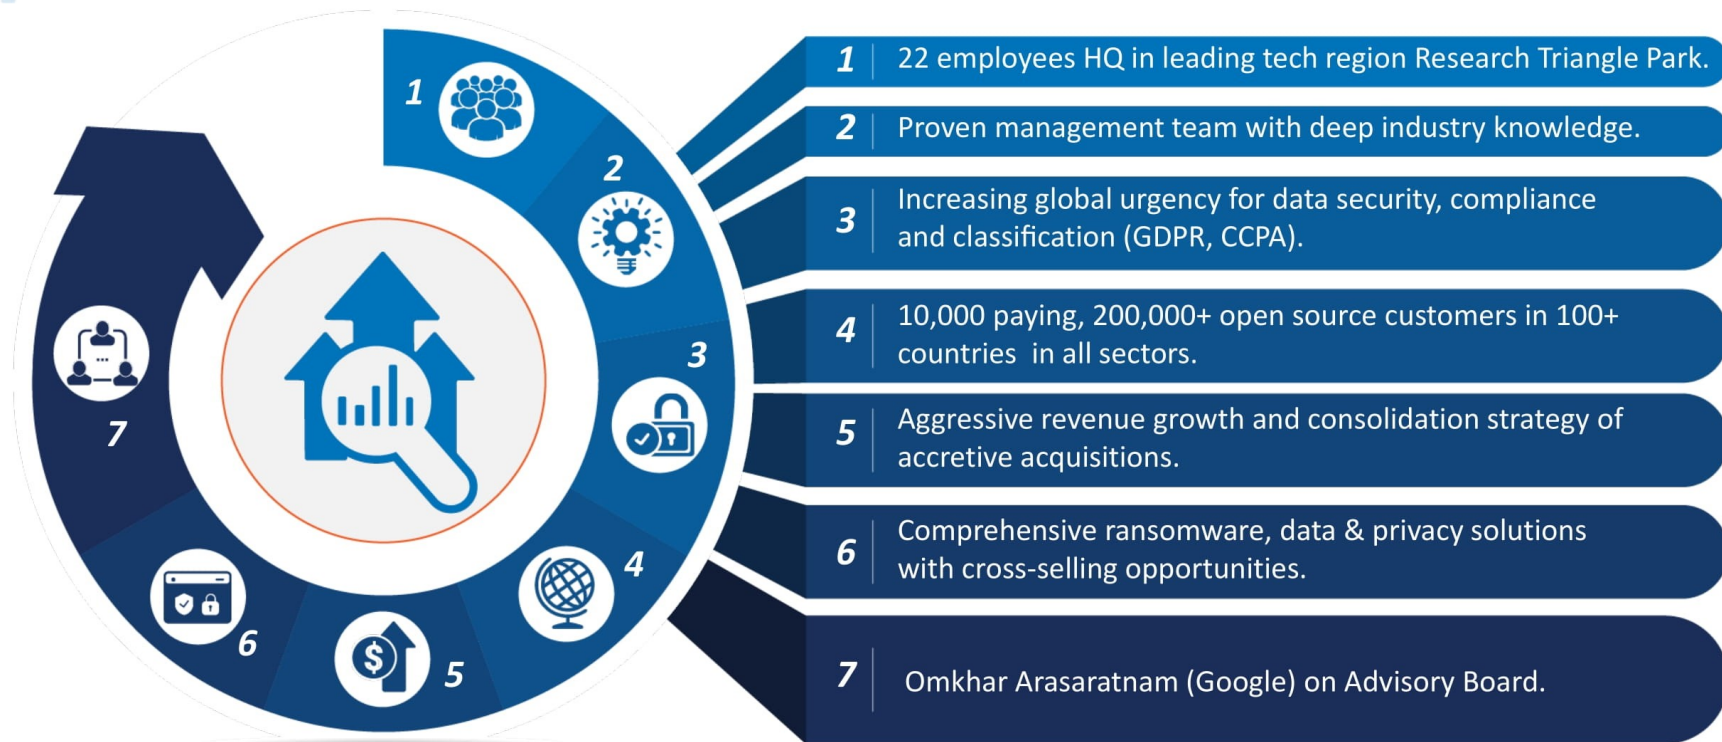 1
2
3
4
5
6
7
$
...
1 22 employees HQ in leading tech region Research Triangle Park.
2 Proven management team with deep industry knowledge.
3 Increasing global urgency for data security, compliance
and classification (GDPR, CCPA).
4 10,000 paying, 200,000+ open source customers in 100+
countries in all sectors.
5 Aggressive revenue growth and consolidation strategy of
accretive acquisitions.
6 Comprehensive ransomware, data & privacy solutions
with cross-selling opportunities.
7 Omkhar Arasaratnam (Google) on Advisory Board.